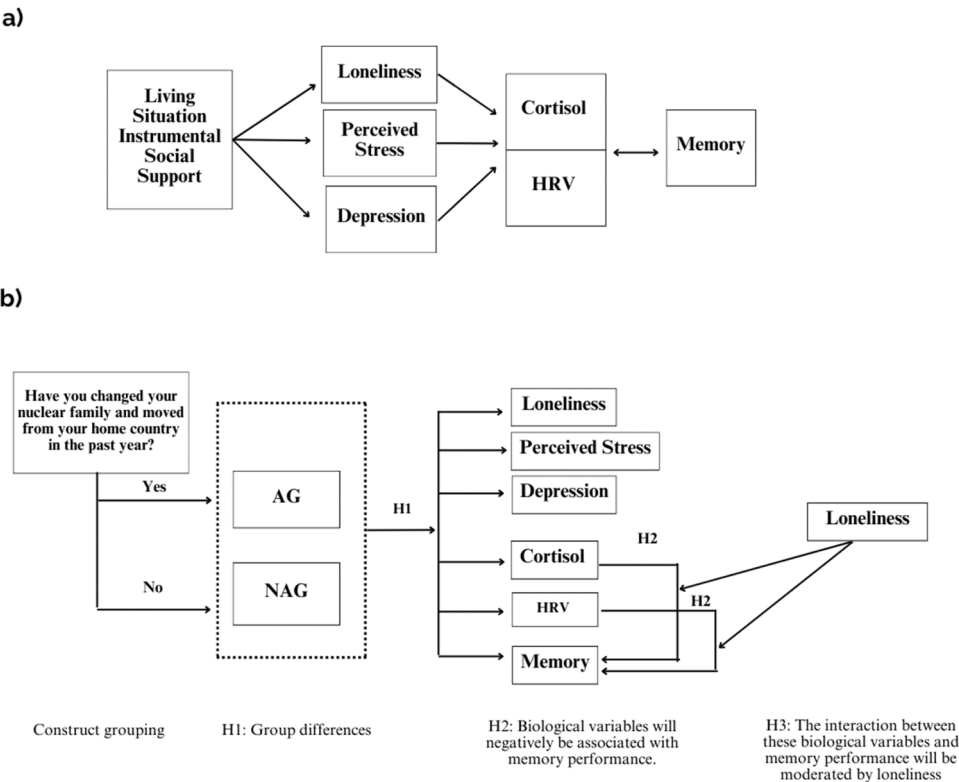 a)
Living
Situation
Instrumental
Social
Support
Loneliness
Perceived
Stress
Depression
Cortisol
HRV
Memory
b)
Have you changed your
nuclear family and moved
from your home country
in the past year?
Yes
No
AG
NAG
H1
Loneliness
Perceived Stress
Depression
Cortisol
HRV
Memory
H2
H2
Loneliness
Construct grouping
H1: Group differences
H2: Biological variables will
negatively be associated with
memory performance.
H3: The interaction between
these biological variables and
memory performance will be
moderated by loneliness